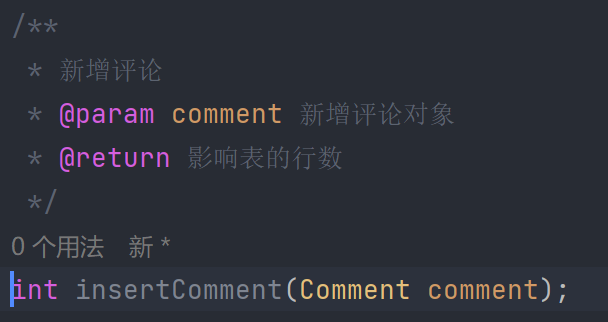 /**
* 新增评论
* @param comment 新增评论对象
* @return 影响表的行数
*/
0 个用法 新 *
int insertComment(Comment comment);